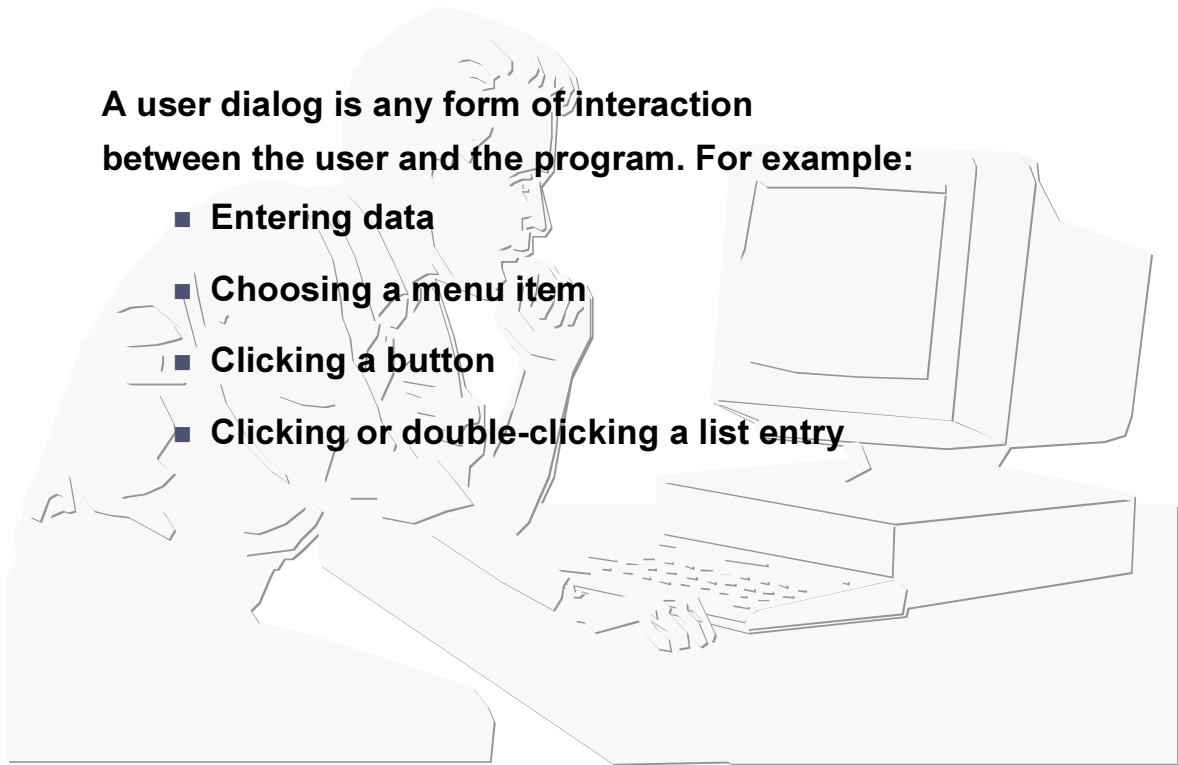 A user dialog is any form of interaction
between the user and the program. For example:
■ Entering data
■ Choosing a menu item
■ Clicking a button
■ Clicking or double-clicking a list entry